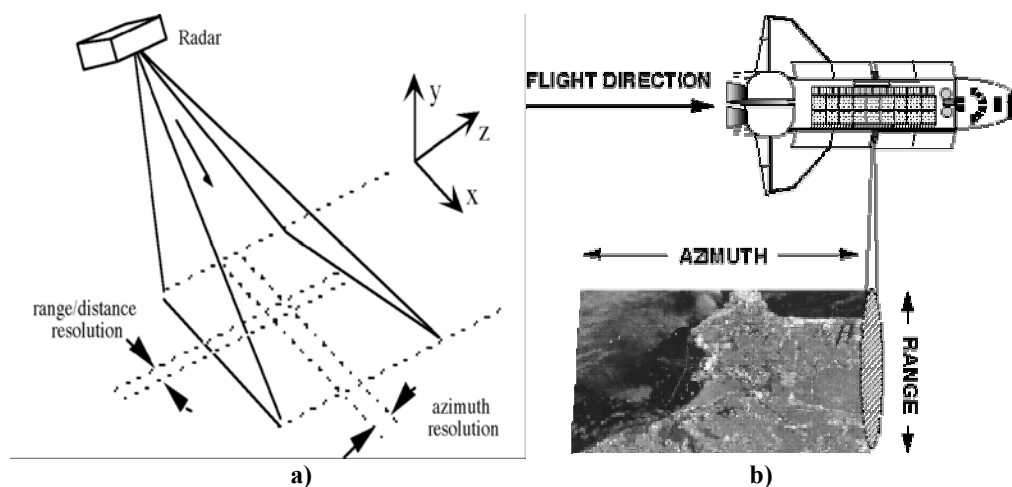 Radar
y
z
x
range/distance
resolution
azimuth
resolution
a)
FLIGHT DIRECTION
AZIMUTH
RANGE
b)